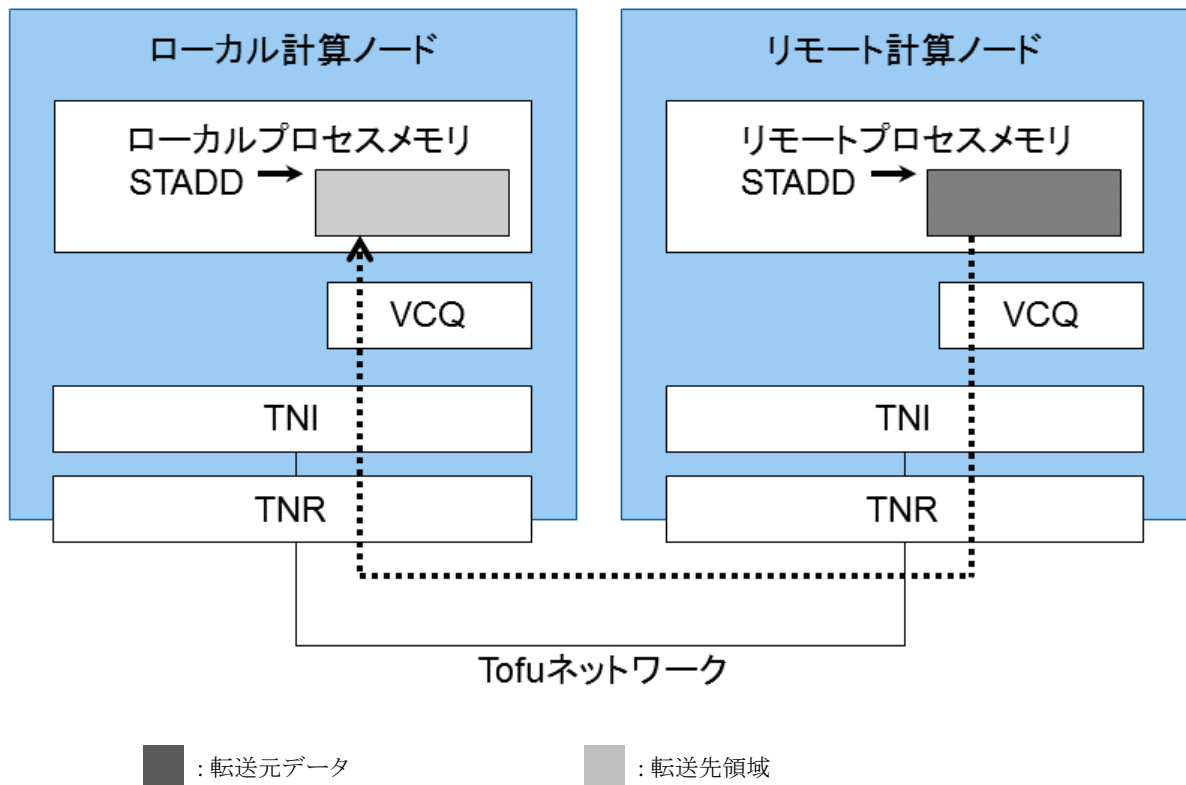 ローカル計算ノード
リモート計算ノード
ローカルプロセスメモリ
STADD
リモートプロセスメモリ
STADD
VCQ
VCQ
TNI
TNI
TNR
TNR
Tofuネットワーク
: 転送元データ
: 転送先領域